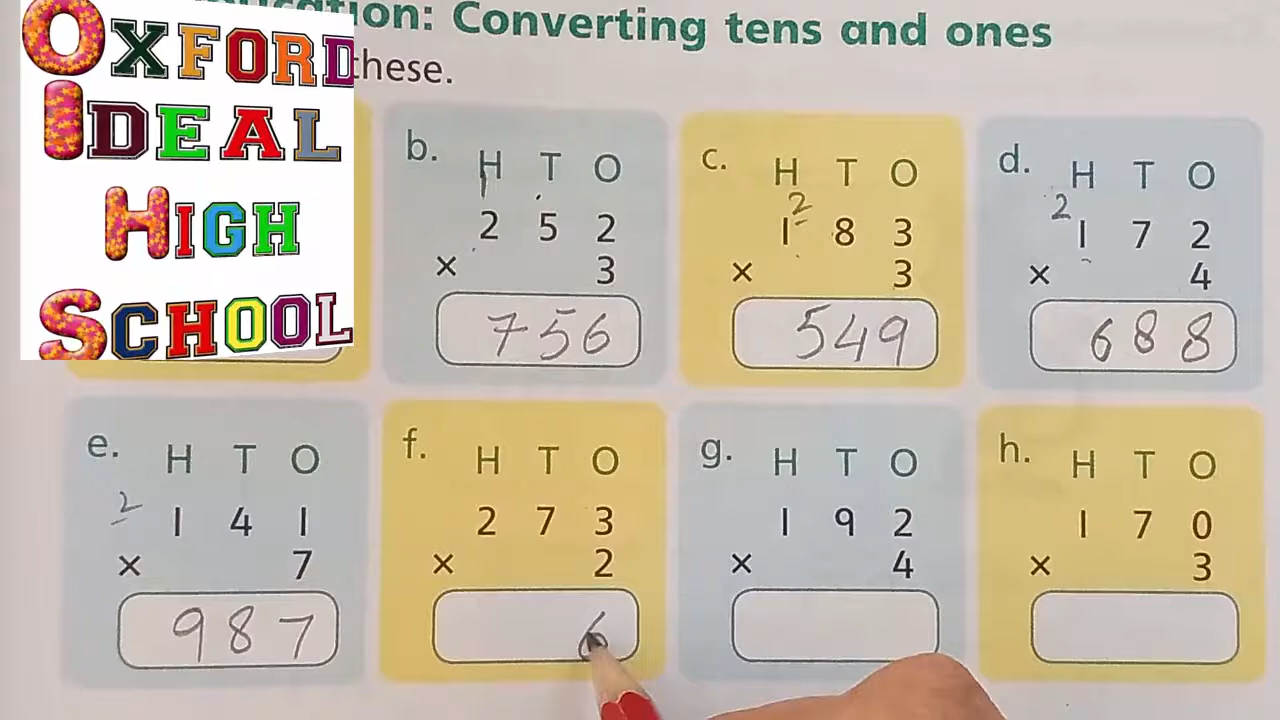 OXFORD
IDEAL
HIGH
SCHOOL
: Converting tens and ones
these.
b.
H T O
1
2 5 2
× 3
756
c.
H T O
2
1 8 3
× 3
549
d.
H T O
2
1 7 2
× 4
688
e.
H T O
2
1 4 1
× 7
987
f.
H T O
2 7 3
× 2
6
g.
H T O
1 9 2
× 4
h.
H T O
1 7 0
× 3